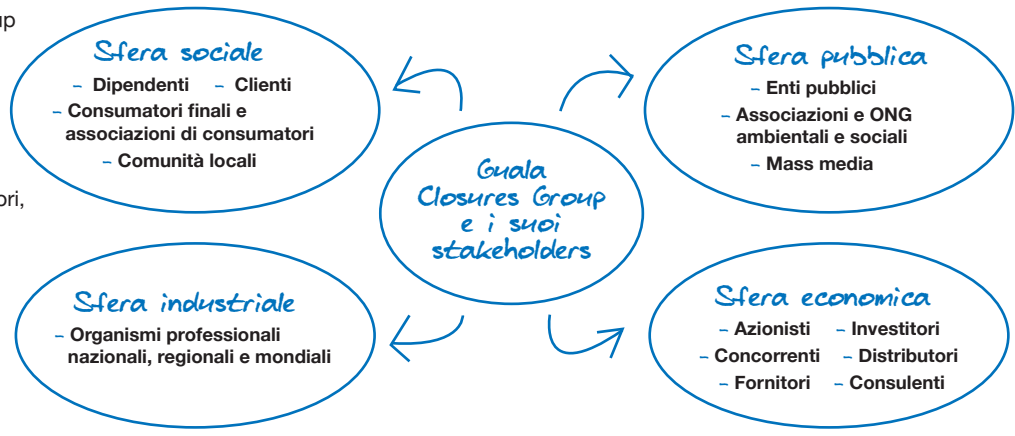 up
Sfera sociale
– Dipendenti – Clienti
– Consumatori finali e
associazioni di consumatori
– Comunità locali
Sfera pubblica
– Enti pubblici
– Associazioni e ONG
ambientali e sociali
– Mass media
Guala
Closures Group
e i suoi
stakeholders
ori,
Sfera industriale
– Organismi professionali
nazionali, regionali e mondiali
Sfera economica
– Azionisti – Investitori
– Concorrenti – Distributori
– Fornitori – Consulenti